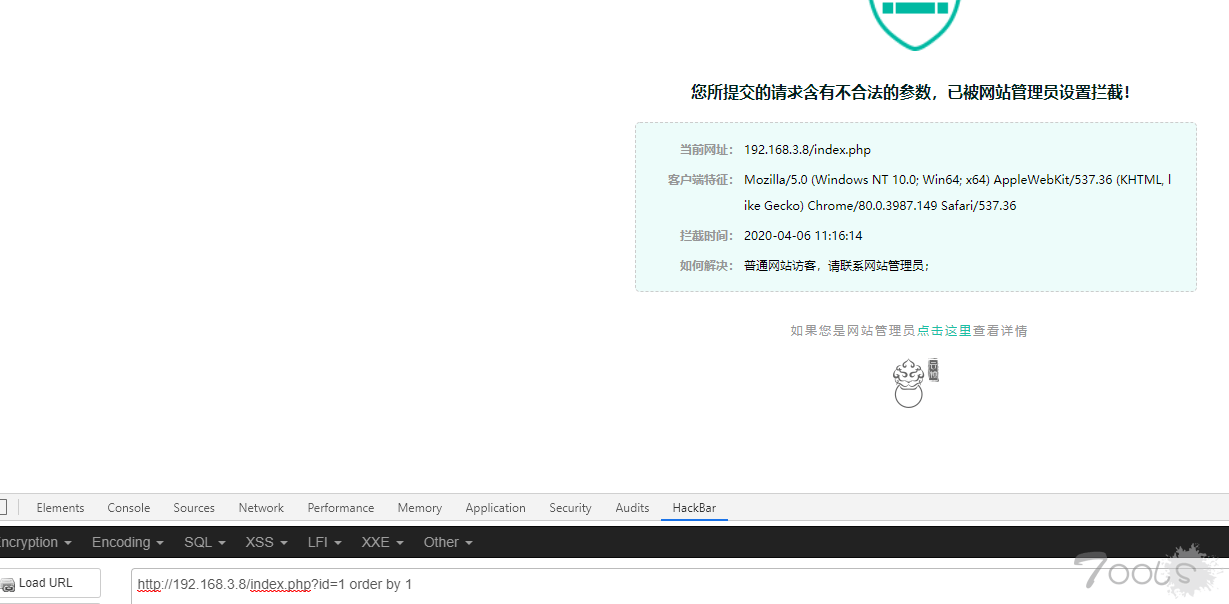 您所提交的请求含有不合法的参数，已被网站管理员设置拦截！
当前网址： 192.168.3.8/index.php
客户端特征： Mozilla/5.0 (Windows NT 10.0; Win64; x64) AppleWebKit/537.36 (KHTML, l
ike Gecko) Chrome/80.0.3987.149 Safari/537.36
拦截时间： 2020-04-06 11:16:14
如何解决： 普通网站访客，请联系网站管理员；
如果您是网站管理员点击这里查看详情
Elements Console Sources Network Performance Memory Application Security Audits HackBar
ncryption Encoding SQL XSS LFI XXE Other
Load URL http://192.168.3.8/index.php?id=1 order by 1
7ools